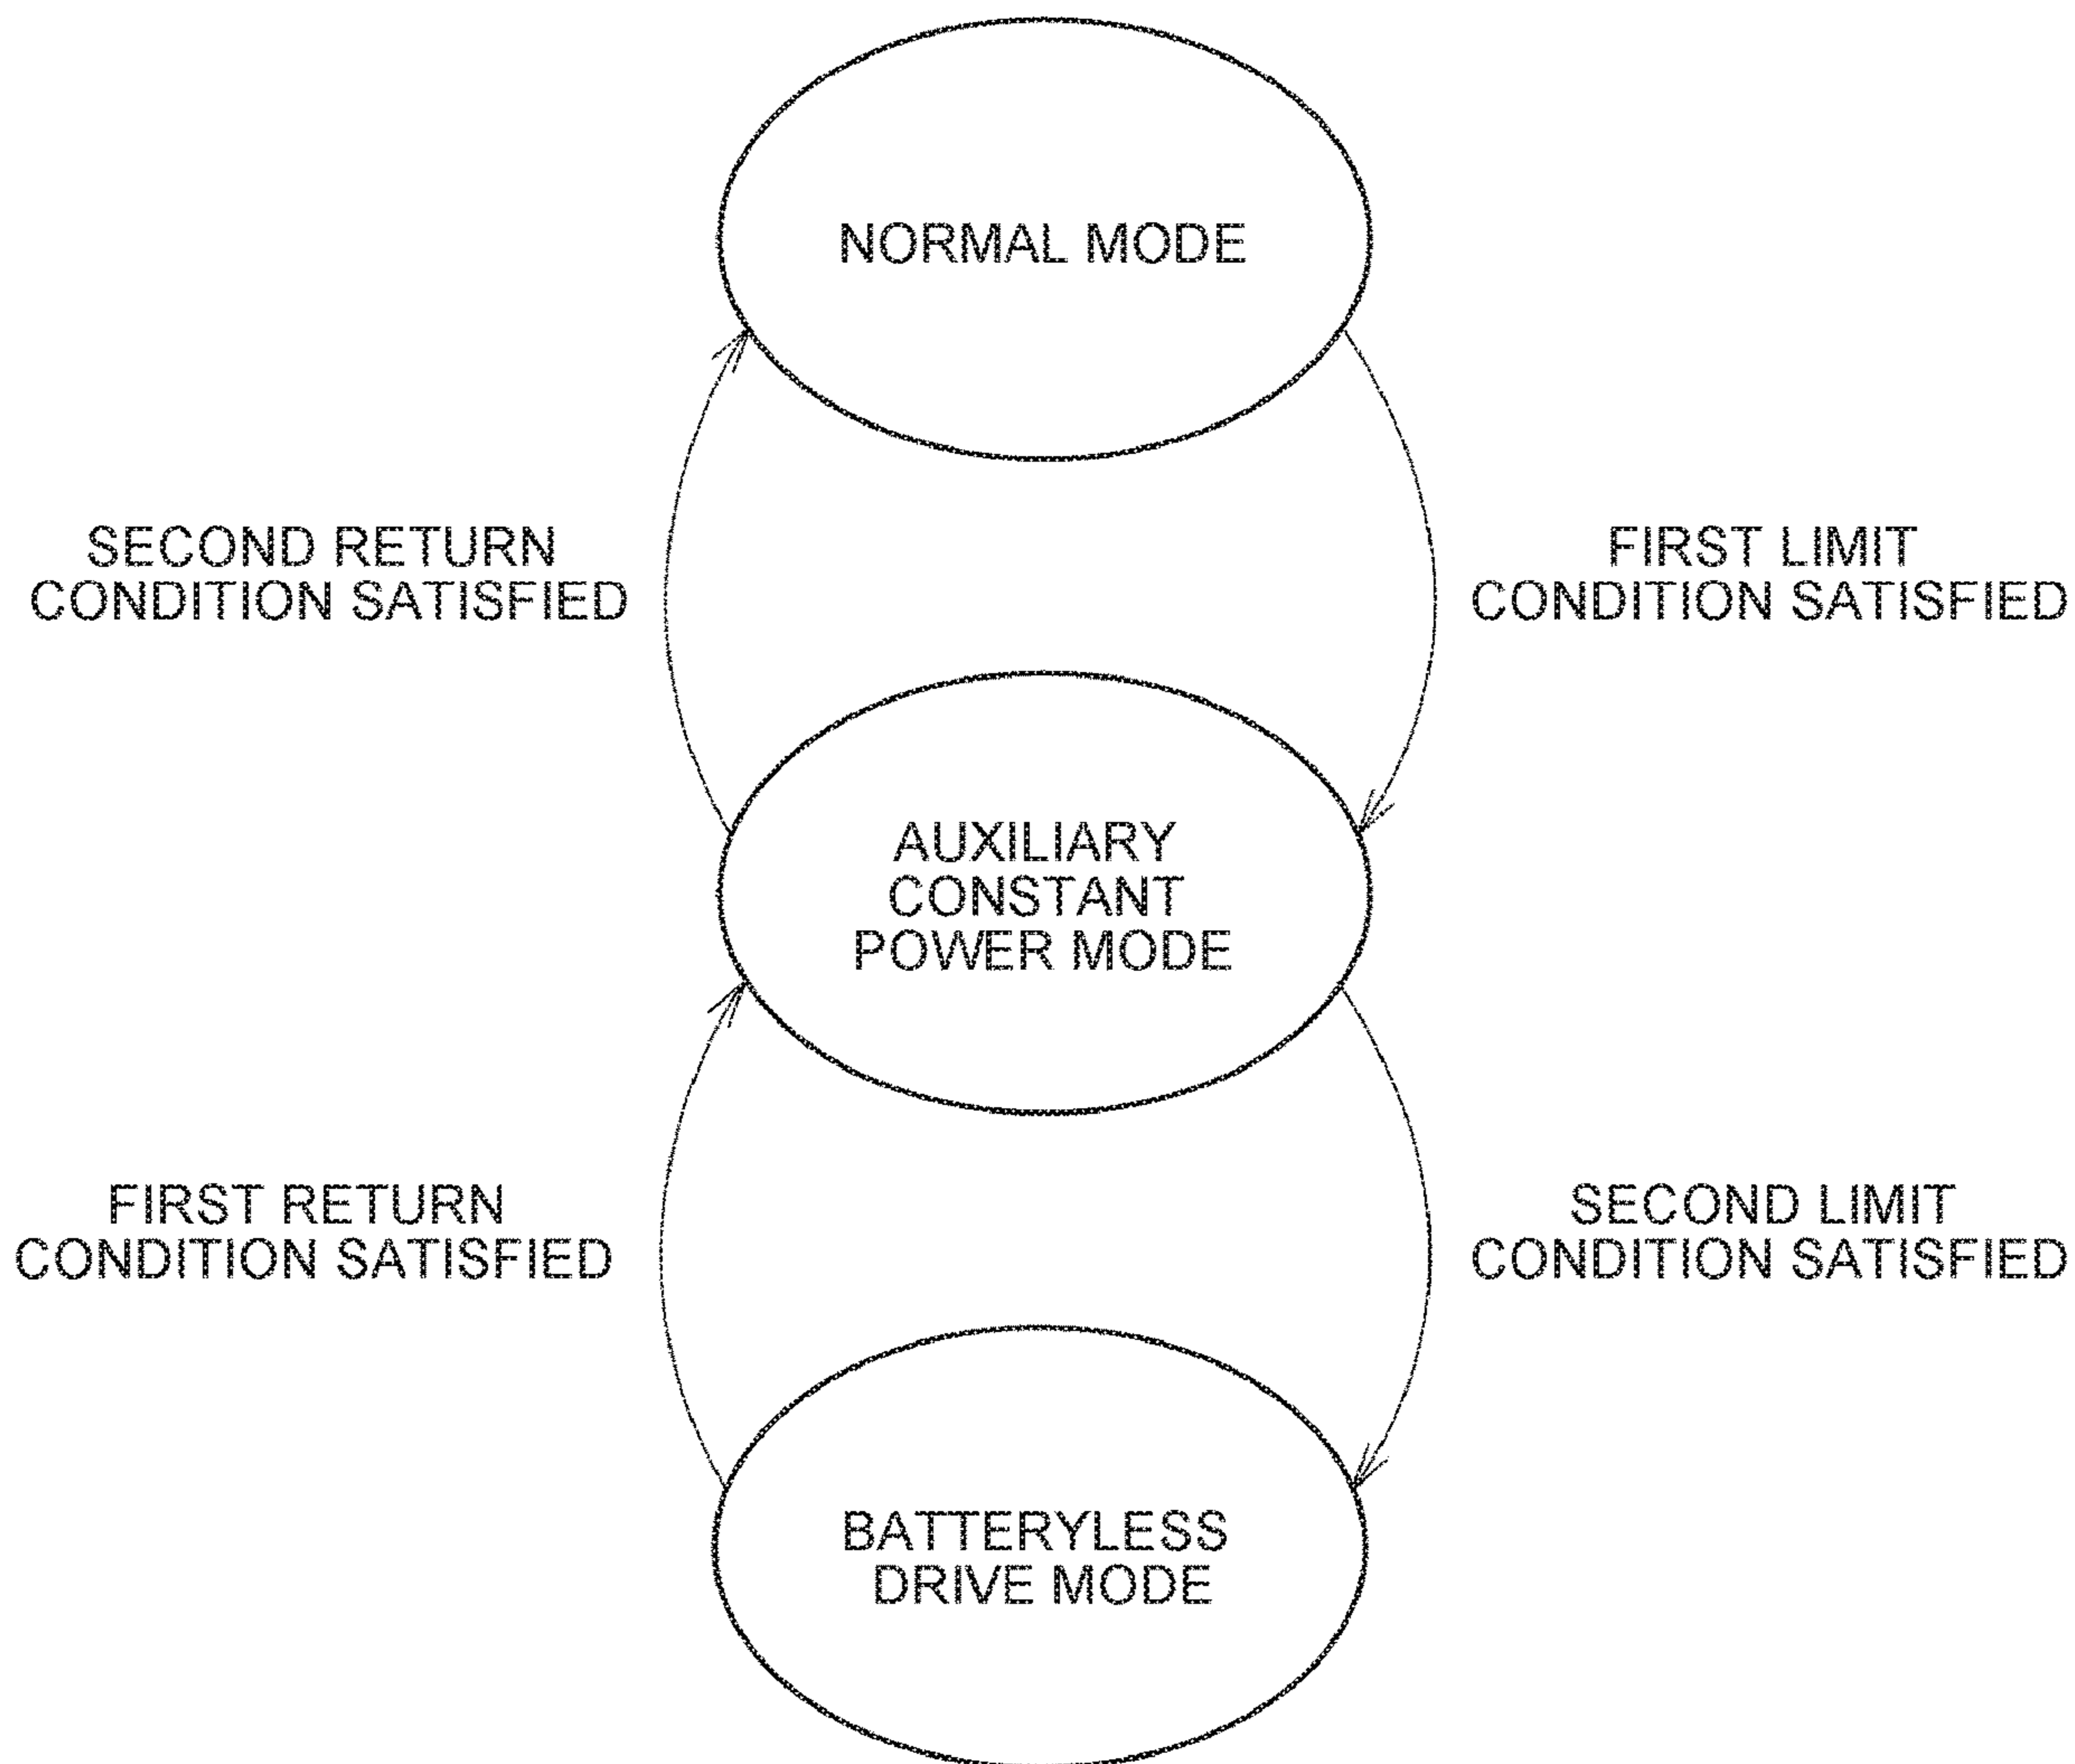 NORMAL MODE
SECOND RETURN
CONDITION SATISFIED
FIRST LIMIT
CONDITION SATISFIED
AUXILIARY
CONSTANT
POWER MODE
FIRST RETURN
CONDITION SATISFIED
SECOND LIMIT
CONDITION SATISFIED
BATTERYLESS
DRIVE MODE